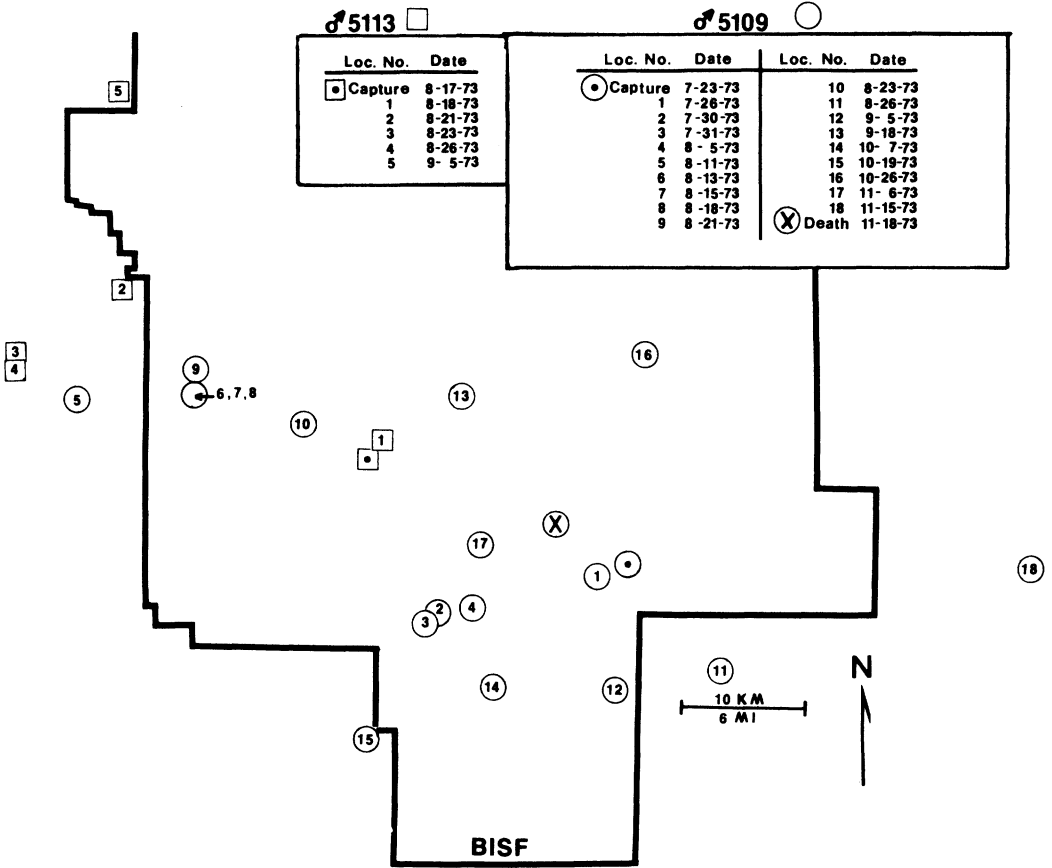 ♂5113 □
♂5109 ○
Loc. No. Date
Capture 8-17-73
1 8-18-73
2 8-21-73
3 8-23-73
4 8-26-73
5 9- 5-73
Loc. No. Date
Capture 7-23-73
1 7-26-73
2 7-30-73
3 7-31-73
4 8 - 5-73
5 8 -11-73
6 8 -13-73
7 8 -15-73
8 8 -18-73
9 8 -21-73
Loc. No. Date
10 8-23-73
11 8-26-73
12 9- 5-73
13 9-18-73
14 10- 7-73
15 10-19-73
16 10-26-73
17 11- 6-73
18 11-15-73
X Death 11-18-73
5
2
3
4
5
9
6,7,8
10
1
13
16
X
17
1
18
2
3
4
14
12
11
15
10 KM
6 MI
N
BISF